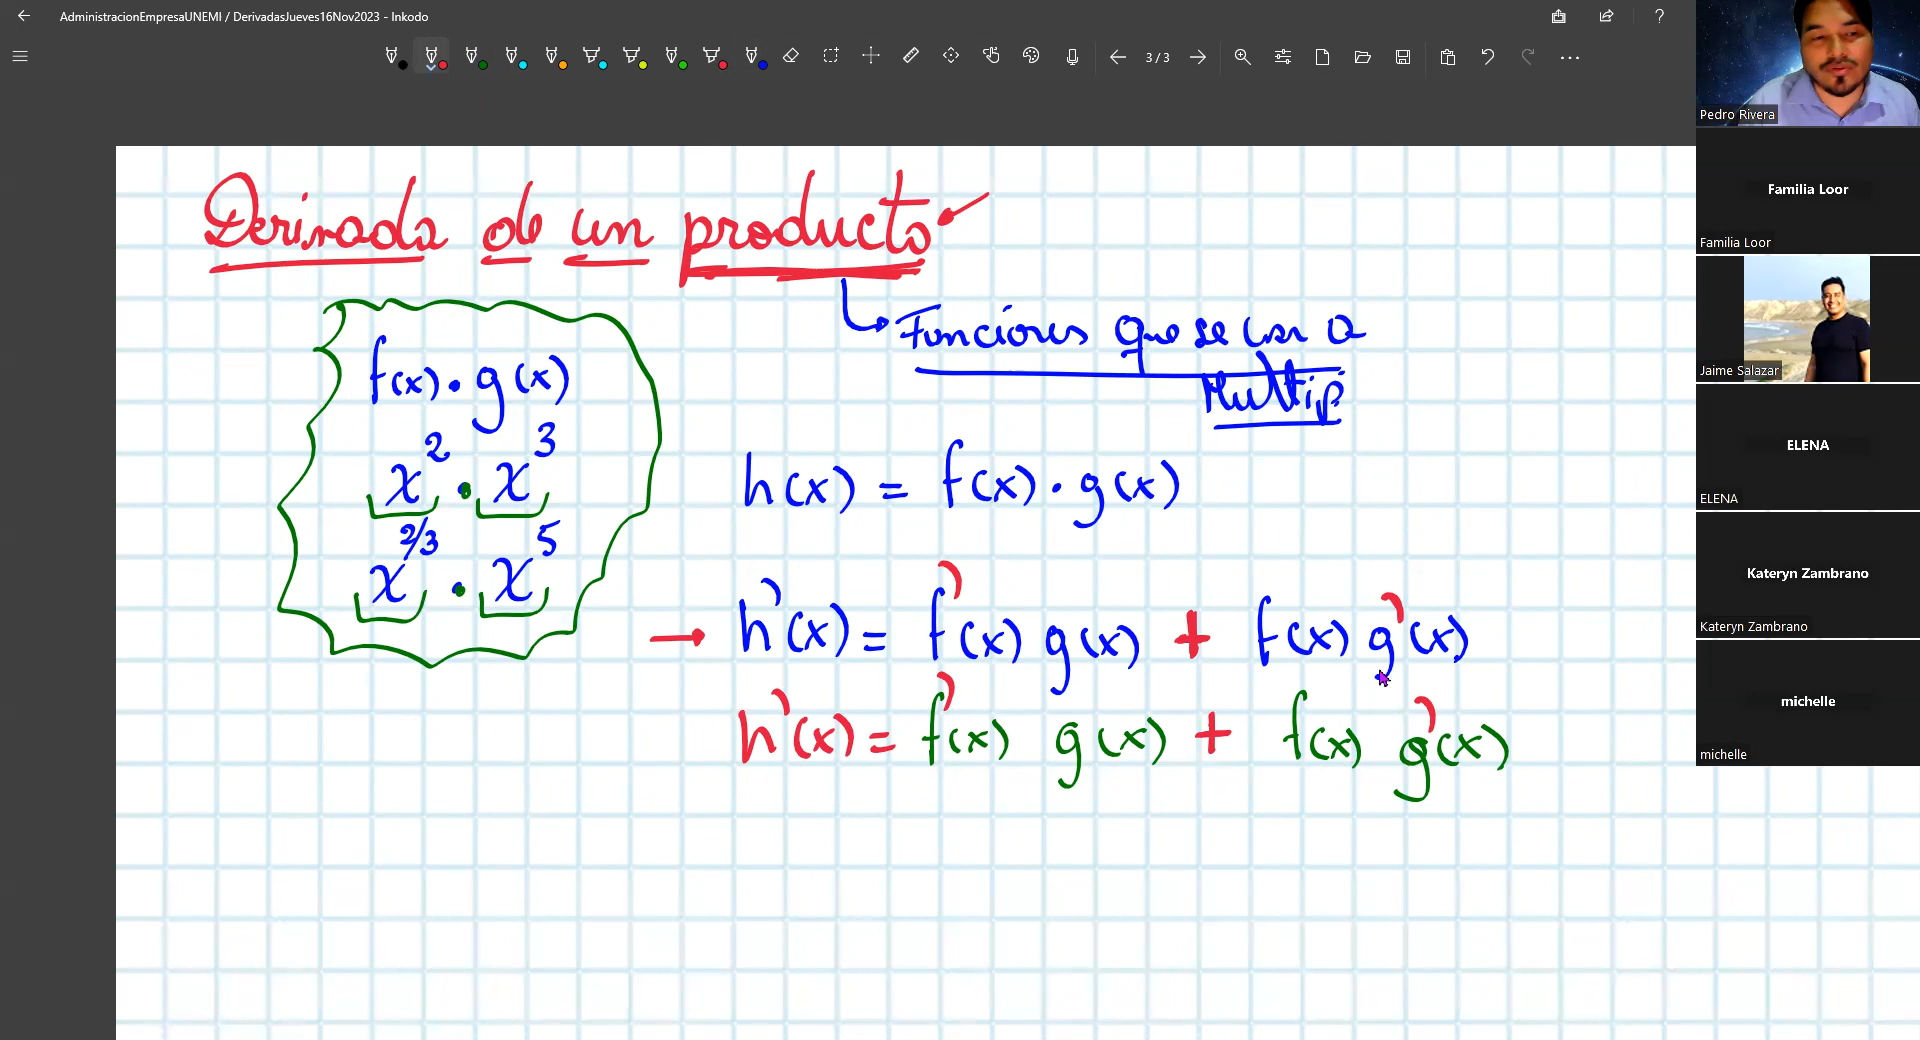 AdministracionEmpresaUNEMI / DerivadasJueves16Nov2023 - Inkodo
3 / 3
Derivada de un producto
Funciones que se van a
Multip
f(x) · g(x)
x² · x³
x^{2/3} · x⁵
h(x) = f(x) · g(x)
h'(x) = f'(x) g(x) + f(x) g'(x)
h'(x) = f'(x) g(x) + f(x) g'(x)
Pedro Rivera
Familia Loor
Familia Loor
Jaime Salazar
ELENA
ELENA
Kateryn Zambrano
Kateryn Zambrano
michelle
michelle